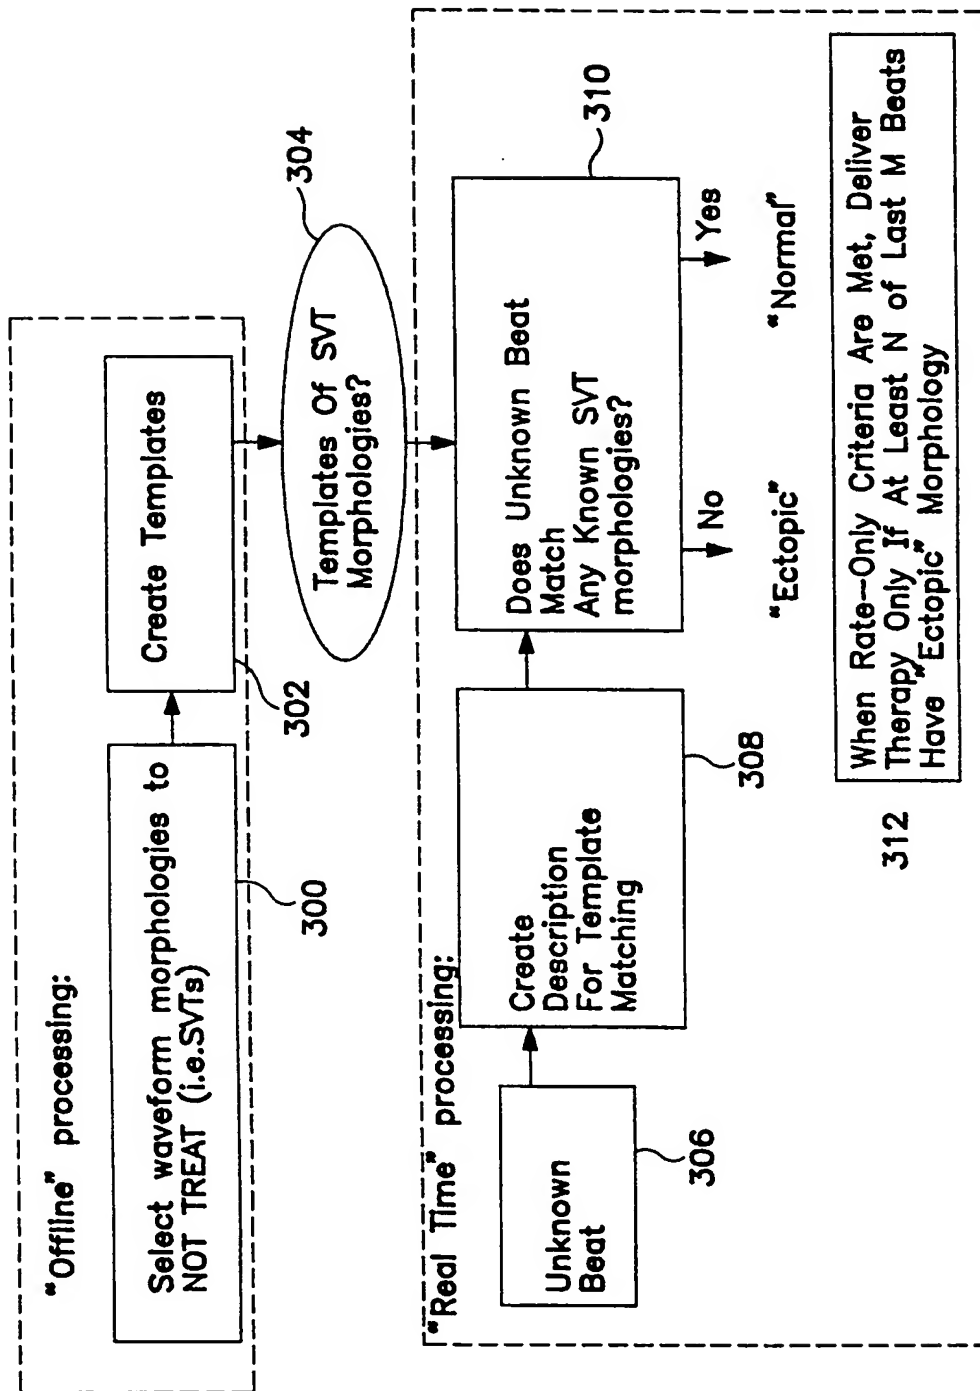 “Offline” processing:
Select waveform morphologies to
NOT TREAT (i.e.SVTs)
300
Create Templates
302
Templates Of SVT
Morphologies?
304
“Real Time” processing:
Unknown
Beat
306
Create
Description
For Template
Matching
308
Does Unknown Beat
Match
Any Known SVT
morphologies?
310
No
Yes
“Ectopic”
“Normal”
312
When Rate–Only Criteria Are Met, Deliver
Therapy Only If At Least N of Last M Beats
Have “Ectopic” Morphology